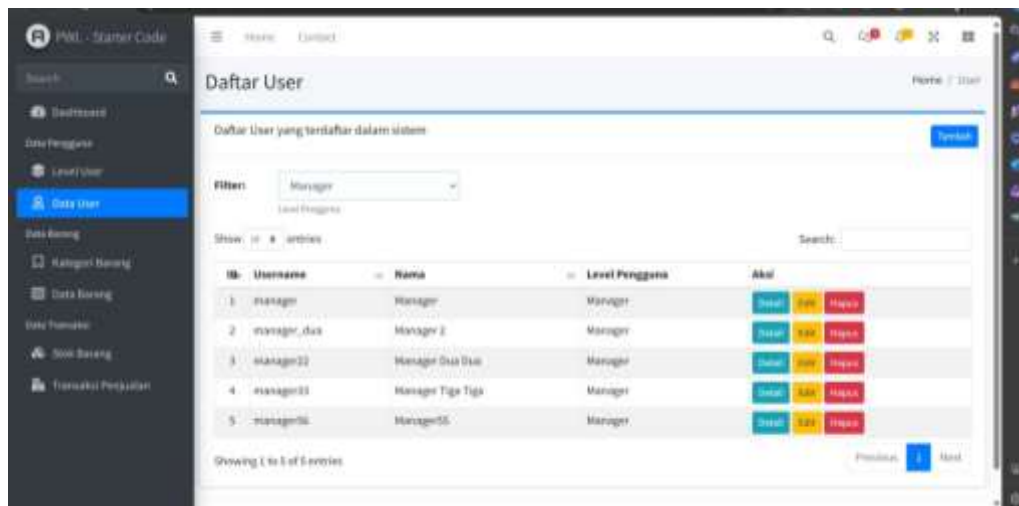 PWL - Starter Code
Home Contact
Search
Daftar User
Home / User
Dashboard
Daftar User yang terdaftar dalam sistem
Tambah
Data Pengguna
Level User
Data User
Filter:
Manager
Level Pengguna
Data Barang
Kategori Barang
Data Barang
Data Transaksi
Stok Barang
Transaksi Penjualan
Show 10 entries
Search:
ID Username Nama Level Pengguna Aksi
1 manager Manager Manager Detail Edit Hapus
2 manager_dua Manager 2 Manager Detail Edit Hapus
3 manager22 Manager Dua Dua Manager Detail Edit Hapus
4 manager33 Manager Tiga Tiga Manager Detail Edit Hapus
5 Manager55 Manager Detail Edit Hapus
Showing 1 to 5 of 5 entries
Previous 1 Next